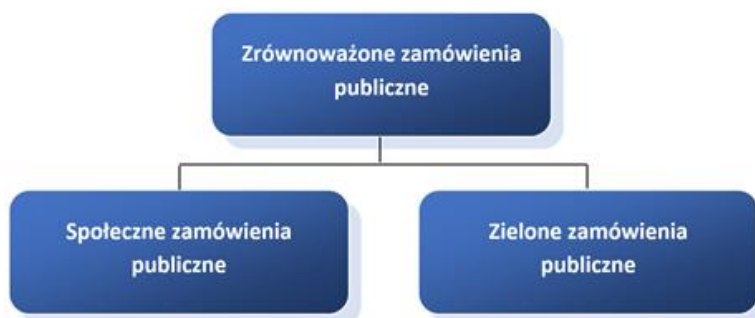 Zrównoważone zamówienia
publiczne
Społeczne zamówienia
publiczne
Zielone zamówienia
publiczne